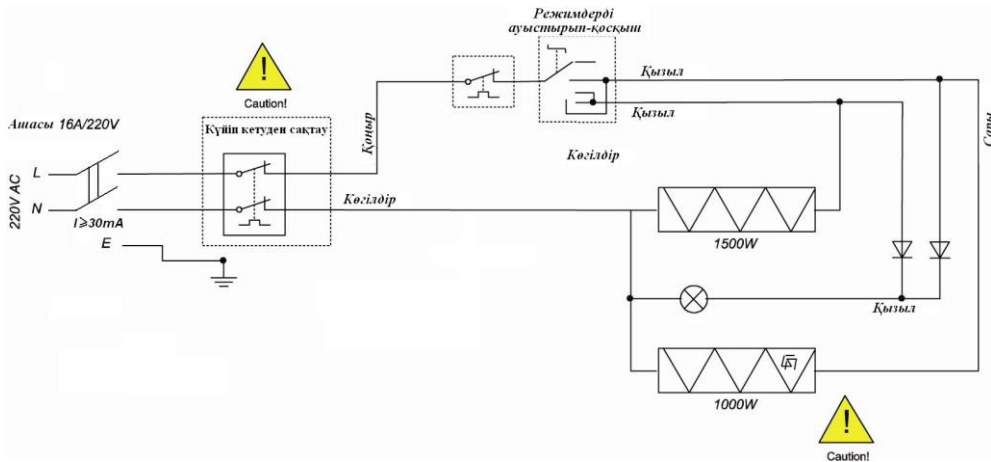 Режимдерді
ауыстырып-қосқыш
Caution!
Қызыл
Ашасы 16A/220V
Күйіп кетуден сақтау
Қоңыр
Қызыл
Сары
Көгілдір
L
220V AC
N
Көгілдір
I≥30mA
E
1500W
Қызыл
1000W
Caution!